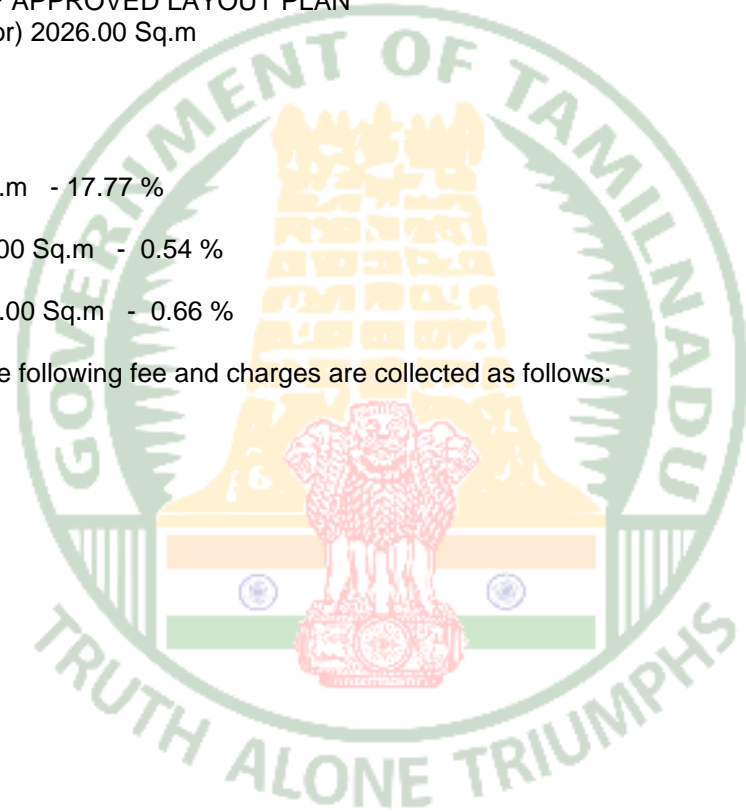 APPROVED LAYOUT PLAN
or) 2026.00 Sq.m
.m - 17.77 %
00 Sq.m - 0.54 %
.00 Sq.m - 0.66 %
e following fee and charges are collected as follows:
GOVERNMENT OF TAMILNADU
TRUTH ALONE TRIUMPHS